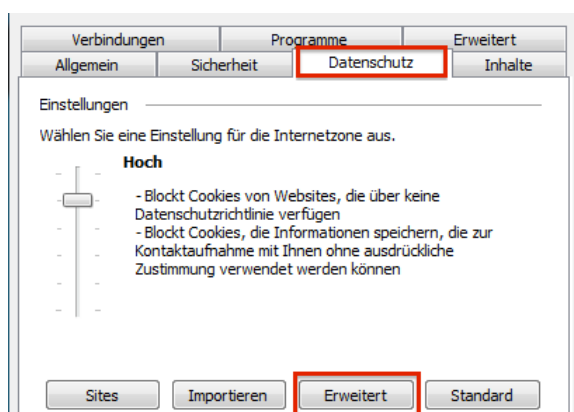 Verbindungen Programme Erweitert
Allgemein Sicherheit Datenschutz Inhalte
Einstellungen
Wählen Sie eine Einstellung für die Internetzone aus.
Hoch
- Blockt Cookies von Websites, die über keine
Datenschutzrichtlinie verfügen
- Blockt Cookies, die Informationen speichern, die zur
Kontaktaufnahme mit Ihnen ohne ausdrückliche
Zustimmung verwendet werden können
Sites Importieren Erweitert Standard